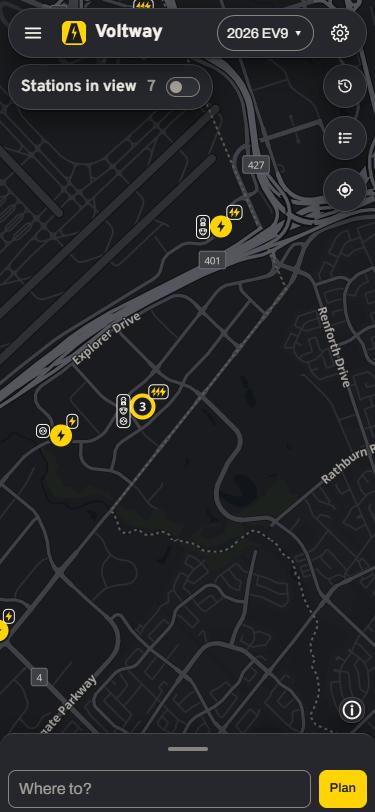 Voltway
2026 EV9
Stations in view 7
427
401
Explorer Drive
Renforth Drive
3
Rathburn R
4
gate Parkway
Where to?
Plan